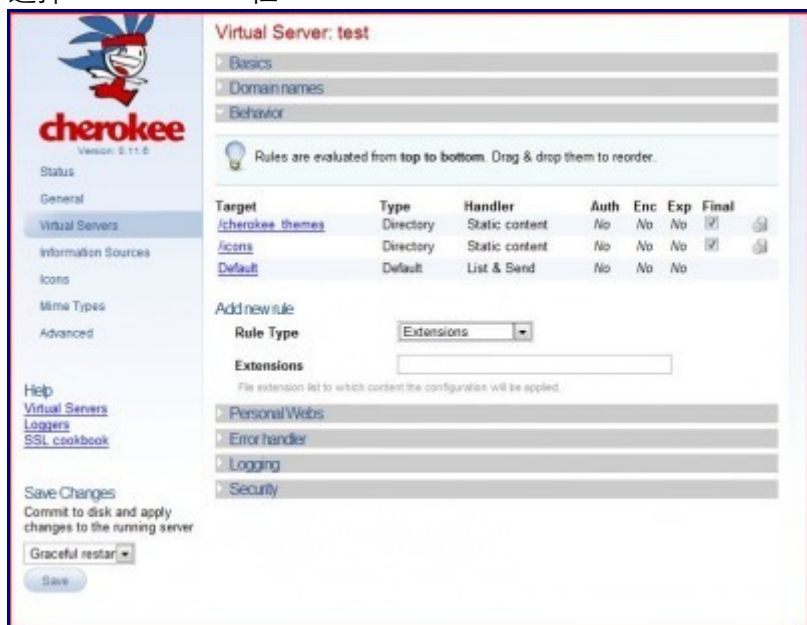 Virtual Server: test
Basics
Domain names
Behavior
cherokee
Rules are evaluated from top to bottom. Drag & drop them to reorder.
Status
General
Virtual Servers
Information Sources
Icons
Mime Types
Advanced
Target Type Handler Auth Enc Exp Final
/cherokee_themes Directory Static content No No No
/icons Directory Static content No No No
Default Default List & Send No No No
Add new rule
Rule Type Extensions
Extensions
File extension list to which content the configuration will be applied.
Personal Webs
Error handler
Logging
Security
Help
Virtual Servers
Loggers
SSL cookbook
Save Changes
Commit to disk and apply
changes to the running server
Graceful restar
Save